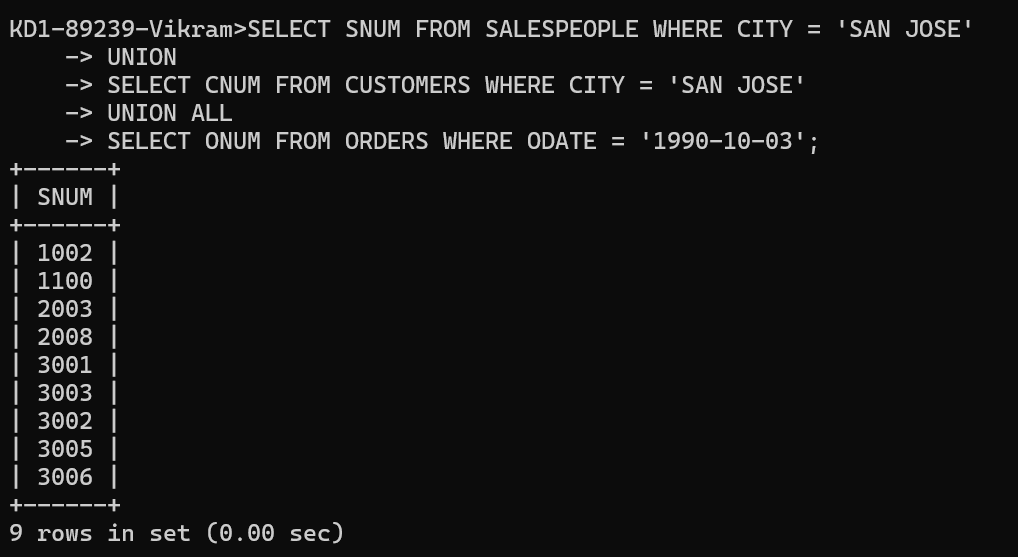 KD1-89239-Vikram>SELECT SNUM FROM SALESPEOPLE WHERE CITY = 'SAN JOSE'
    -> UNION
    -> SELECT CNUM FROM CUSTOMERS WHERE CITY = 'SAN JOSE'
    -> UNION ALL
    -> SELECT ONUM FROM ORDERS WHERE ODATE = '1990-10-03';
+------+
| SNUM |
+------+
| 1002 |
| 1100 |
| 2003 |
| 2008 |
| 3001 |
| 3003 |
| 3002 |
| 3005 |
| 3006 |
+------+
9 rows in set (0.00 sec)